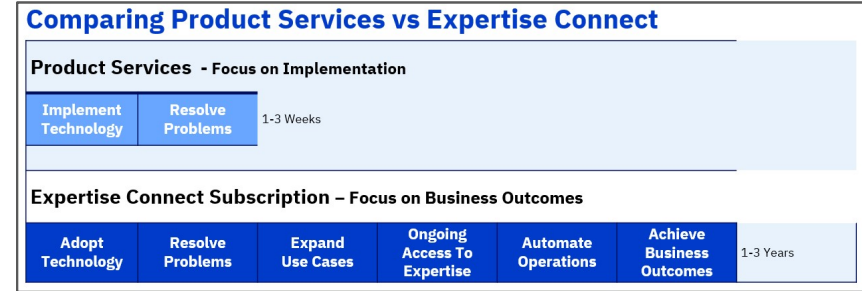 Comparing Product Services vs Expertise Connect
Product Services - Focus on Implementation
Implement
Technology
Resolve
Problems
1-3 Weeks
Expertise Connect Subscription – Focus on Business Outcomes
Adopt
Technology
Resolve
Problems
Expand
Use Cases
Ongoing
Access To
Expertise
Automate
Operations
Achieve
Business
Outcomes
1-3 Years